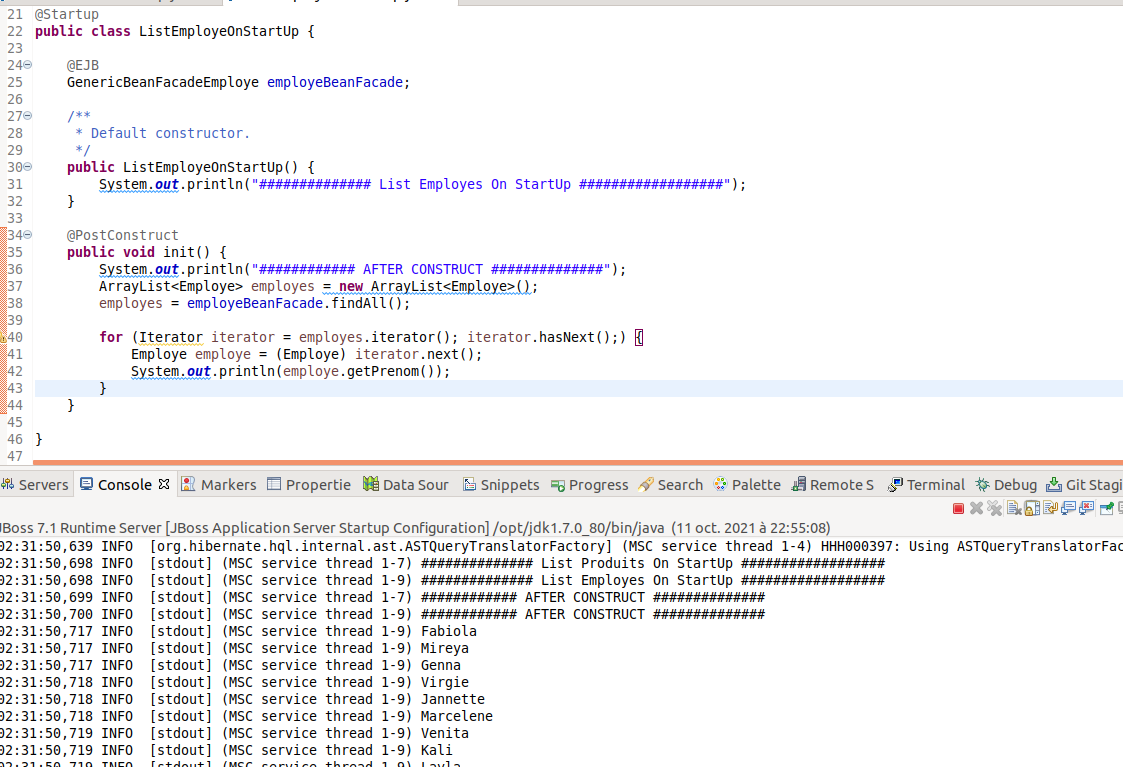 21 @Startup
22 public class ListEmployeOnStartUp {
23
24 @EJB
25 GenericBeanFacadeEmploye employeBeanFacade;
26
27 /**
28 * Default constructor.
29 */
30 public ListEmployeOnStartUp() {
31 System.out.println("############## List Employes On StartUp ##################");
32 }
33
34 @PostConstruct
35 public void init() {
36 System.out.println("############ AFTER CONSTRUCT ##############");
37 ArrayList<Employe> employes = new ArrayList<Employe>();
38 employes = employeBeanFacade.findAll();
39
40 for (Iterator iterator = employes.iterator(); iterator.hasNext();) {
41 Employe employe = (Employe) iterator.next();
42 System.out.println(employe.getPrenom());
43 }
44 }
45
46 }
47
Servers Console Markers Propertie Data Sour Snippets Progress Search Palette Remote S Terminal Debug Git Stagi
JBoss 7.1 Runtime Server [JBoss Application Server Startup Configuration] /opt/jdk1.7.0_80/bin/java (11 oct. 2021 à 22:55:08)
02:31:50,639 INFO [org.hibernate.hql.internal.ast.ASTQueryTranslatorFactory] (MSC service thread 1-4) HHH000397: Using ASTQueryTranslatorFac
02:31:50,698 INFO [stdout] (MSC service thread 1-7) ############## List Produits On StartUp ##################
02:31:50,698 INFO [stdout] (MSC service thread 1-9) ############## List Employes On StartUp ##################
02:31:50,699 INFO [stdout] (MSC service thread 1-7) ############ AFTER CONSTRUCT ##############
02:31:50,700 INFO [stdout] (MSC service thread 1-9) ############ AFTER CONSTRUCT ##############
02:31:50,717 INFO [stdout] (MSC service thread 1-9) Fabiola
02:31:50,717 INFO [stdout] (MSC service thread 1-9) Mireya
02:31:50,717 INFO [stdout] (MSC service thread 1-9) Genna
02:31:50,718 INFO [stdout] (MSC service thread 1-9) Virgie
02:31:50,718 INFO [stdout] (MSC service thread 1-9) Jannette
02:31:50,718 INFO [stdout] (MSC service thread 1-9) Marcelene
02:31:50,719 INFO [stdout] (MSC service thread 1-9) Venita
02:31:50,719 INFO [stdout] (MSC service thread 1-9) Kali
02:31:50,719 INFO [stdout] (MSC service thread 1-9) Layla